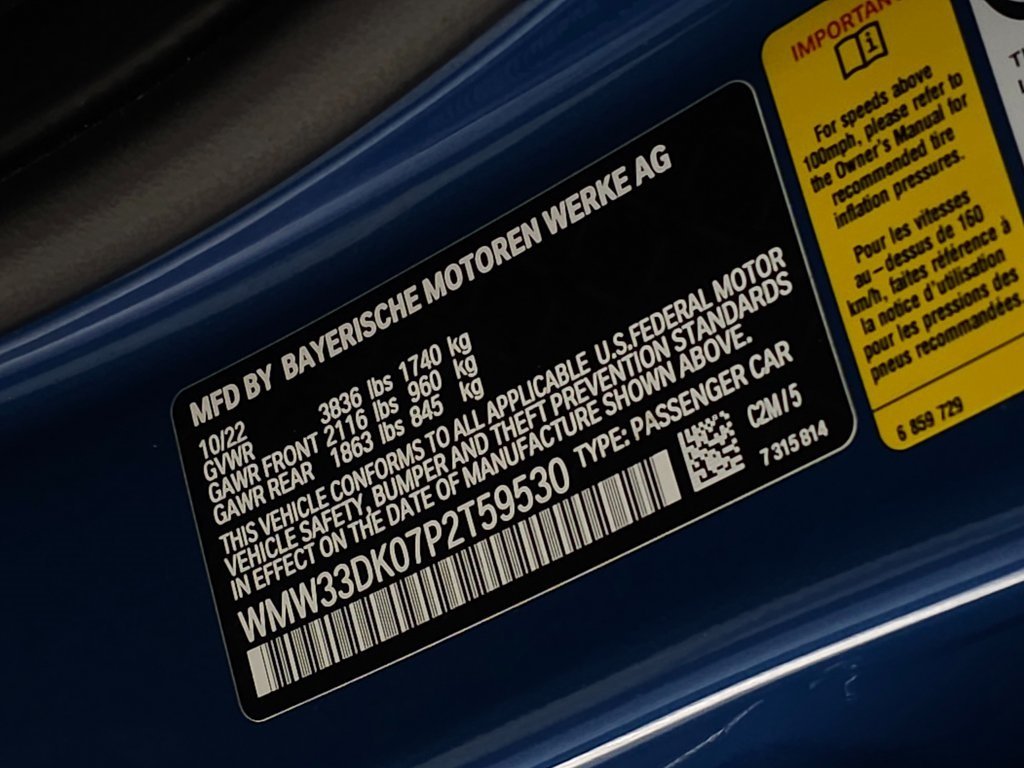 MFD BY BAYERISCHE MOTOREN WERKE AG
10/22
GVWR 3836 lbs 1740 kg
GAWR FRONT 2116 lbs 960 kg
GAWR REAR 1863 lbs 845 kg
THIS VEHICLE CONFORMS TO ALL APPLICABLE U.S.FEDERAL MOTOR
VEHICLE SAFETY, BUMPER AND THEFT PREVENTION STANDARDS
IN EFFECT ON THE DATE OF MANUFACTURE SHOWN ABOVE.
WMW33DK07P2T59530 TYPE: PASSENGER CAR
C2M/5
7315814
IMPORTAN
i
For speeds above
100mph, please refer to
the Owner's Manual for
recommended tire
inflation pressures.
Pour les vitesses
au-dessus de 160
km/h, faites référence à
la notice d'utilisation
pour les pressions des
pneus recommandées.
6 859 729